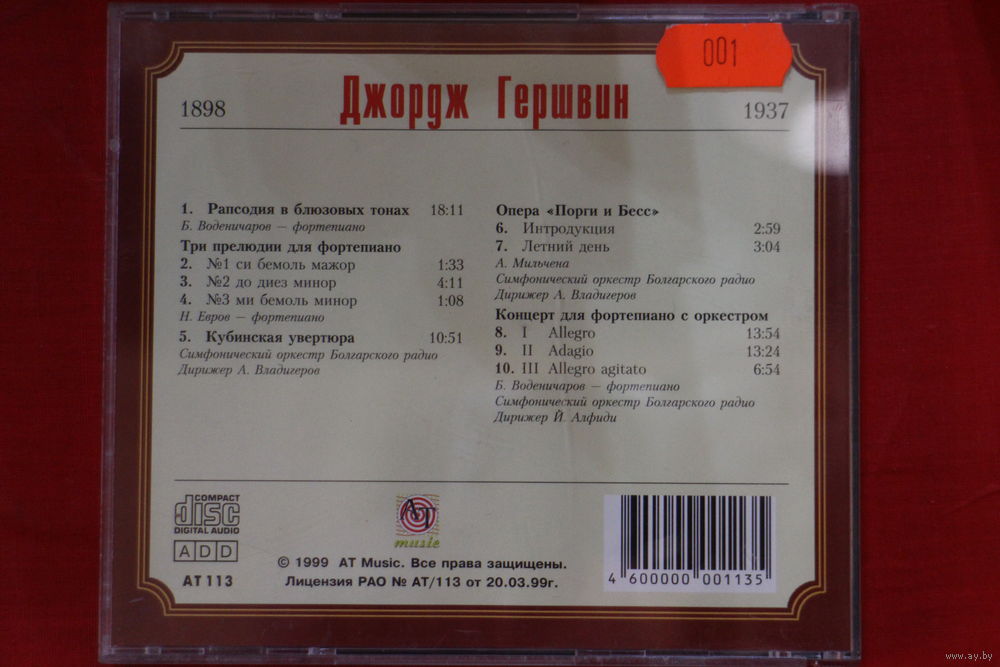 001
Джордж Гершвин
1898
1937
1. Рапсодия в блюзовых тонах 18:11
Б. Воденичаров — фортепиано
Три прелюдии для фортепиано
2. №1 си бемоль мажор 1:33
3. №2 до диез минор 4:11
4. №3 ми бемоль минор 1:08
Н. Евров — фортепиано
5. Кубинская увертюра 10:51
Симфонический оркестр Болгарского радио
Дирижер А. Владигеров
Опера «Порги и Бесс»
6. Интродукция 2:59
7. Летний день 3:04
А. Мильчена
Симфонический оркестр Болгарского радио
Дирижер А. Владигеров
Концерт для фортепиано с оркестром
8. I Allegro 13:54
9. II Adagio 13:24
10. III Allegro agitato 6:54
Б. Воденичаров — фортепиано
Симфонический оркестр Болгарского радио
Дирижер Й. Алфиди
COMPACT
disc
DIGITAL AUDIO
ADD
AT 113
AT
music
© 1999 AT Music. Все права защищены.
Лицензия РАО № АТ/113 от 20.03.99г.
4 600000 001135
www.ay.by